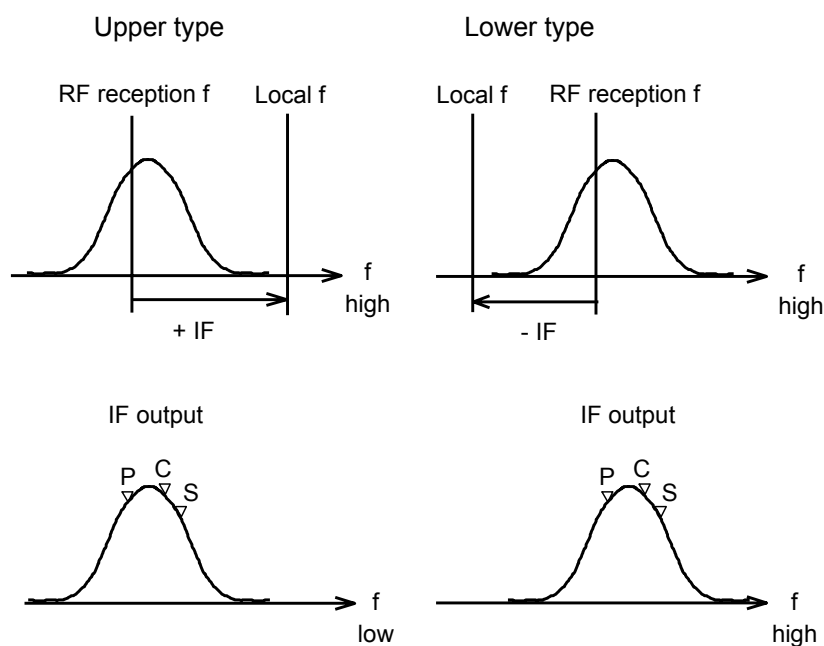 Upper type
Lower type
RF reception f
Local f
Local f
RF reception f
f
high
f
high
+ IF
- IF
IF output
IF output
P
C
S
P
C
S
f
low
f
high